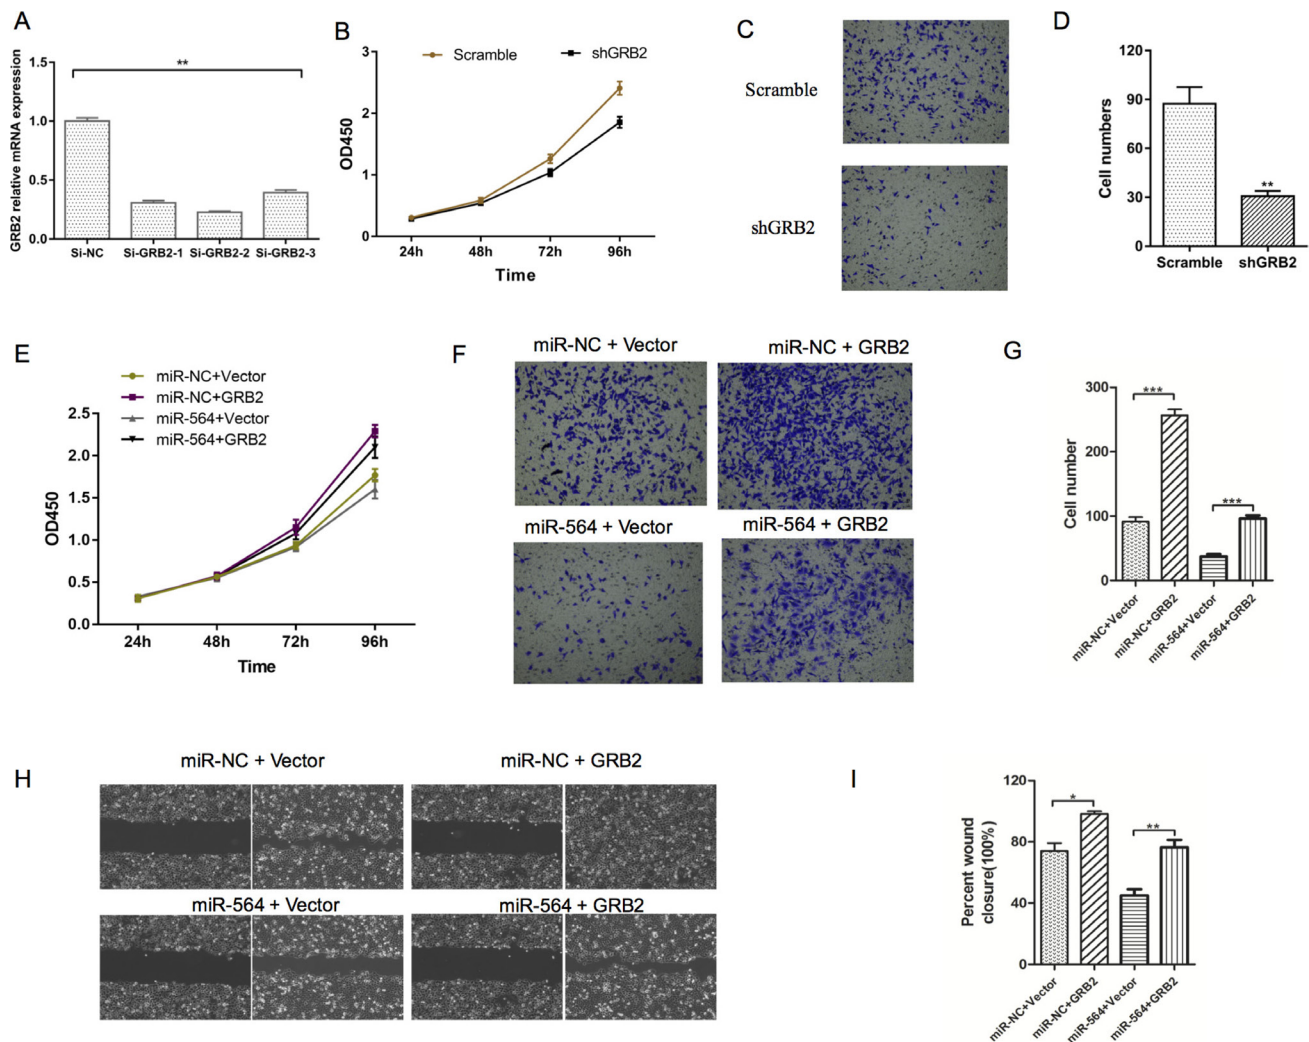 A
GRB2 relative mRNA expression
1.5
1.0
0.5
0.0
**
Si-NC
Si-GRB2-1
Si-GRB2-2
Si-GRB2-3
B
OD450
3
2
1
0
Scramble
shGRB2
24h
48h
72h
96h
Time
C
Scramble
shGRB2
D
Cell numbers
120
90
60
30
0
**
Scramble
shGRB2
E
miR-NC+Vector
miR-NC+GRB2
miR-564+Vector
miR-564+GRB2
OD450
2.5
2.0
1.5
1.0
0.5
0.0
24h
48h
72h
96h
Time
F
miR-NC + Vector
miR-NC + GRB2
miR-564 + Vector
miR-564 + GRB2
G
Cell number
300
200
100
0
***
***
miR-NC+Vector
miR-NC+GRB2
miR-564+Vector
miR-564+GRB2
H
miR-NC + Vector
miR-NC + GRB2
miR-564 + Vector
miR-564 + GRB2
I
Percent wound
closure(100%)
120
80
40
0
*
**
miR-NC+Vector
miR-NC+GRB2
miR-564+Vector
miR-564+GRB2